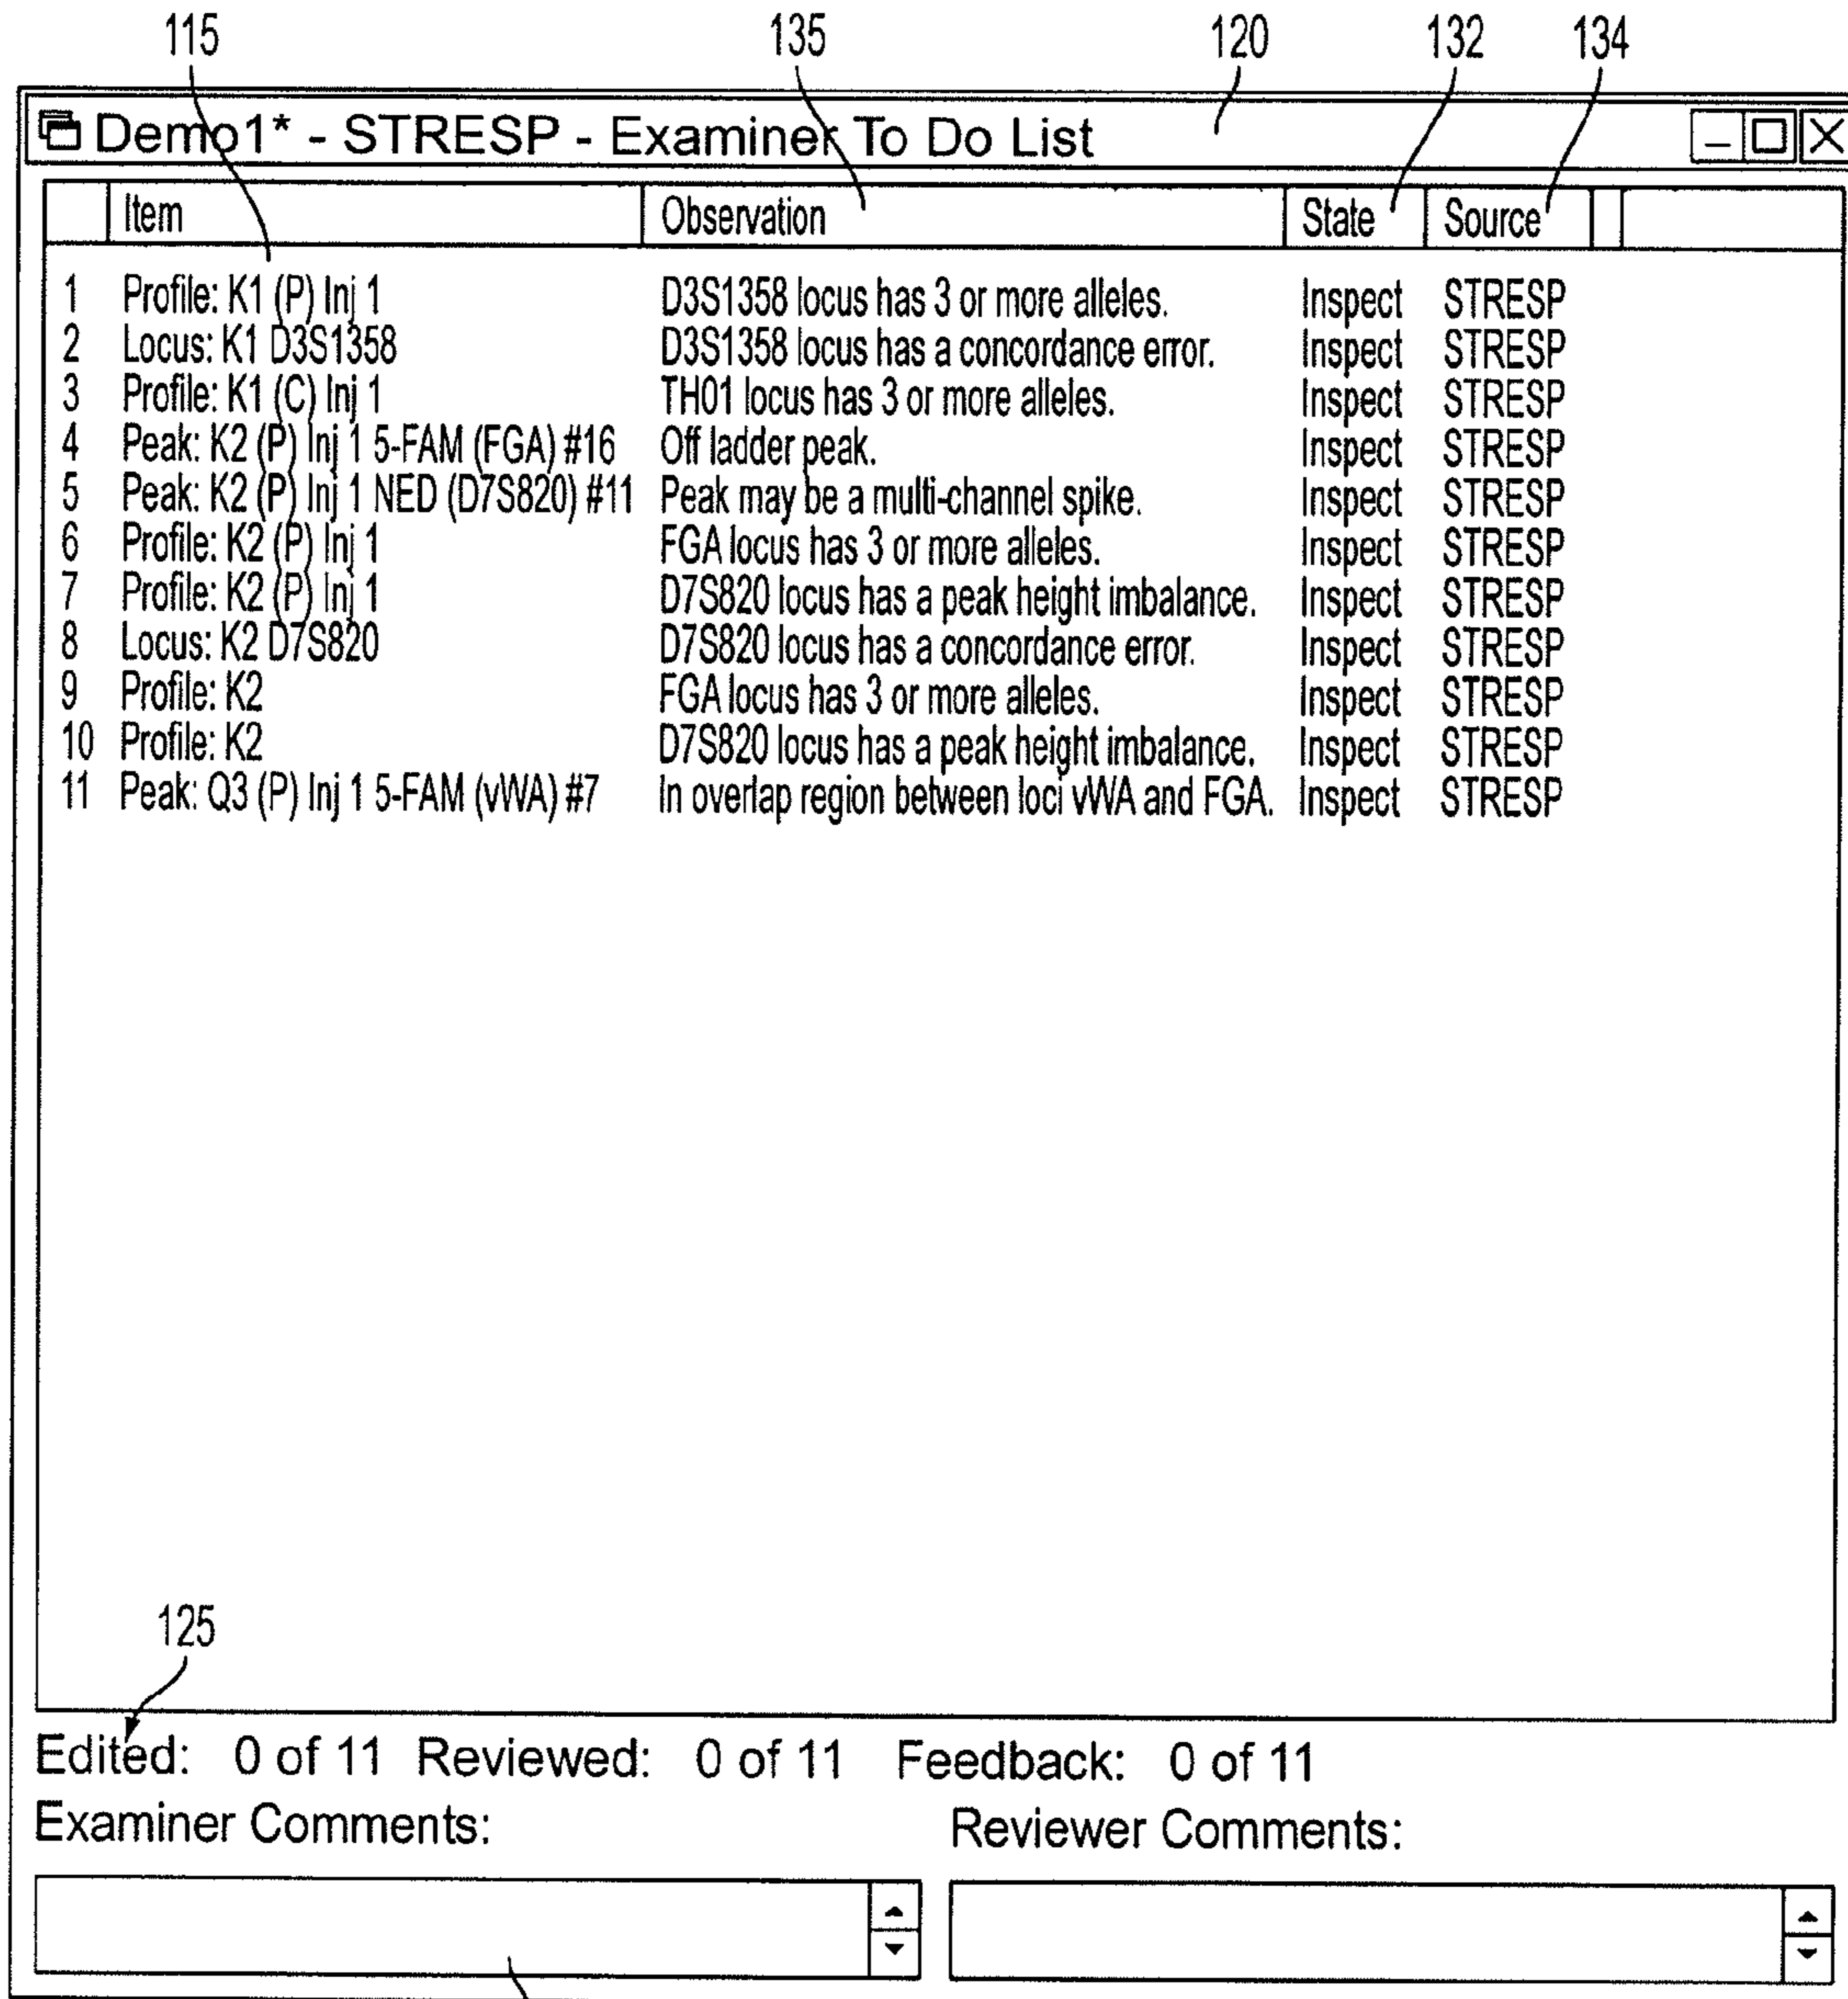 115 135 120 132 134
Demo1* - STRESP - Examiner To Do List
Item Observation State Source
1 Profile: K1 (P) Inj 1 D3S1358 locus has 3 or more alleles. Inspect STRESP
2 Locus: K1 D3S1358 D3S1358 locus has a concordance error. Inspect STRESP
3 Profile: K1 (C) Inj 1 TH01 locus has 3 or more alleles. Inspect STRESP
4 Peak: K2 (P) Inj 1 5-FAM (FGA) #16 Off ladder peak. Inspect STRESP
5 Peak: K2 (P) Inj 1 NED (D7S820) #11 Peak may be a multi-channel spike. Inspect STRESP
6 Profile: K2 (P) Inj 1 FGA locus has 3 or more alleles. Inspect STRESP
7 Profile: K2 (P) Inj 1 D7S820 locus has a peak height imbalance. Inspect STRESP
8 Locus: K2 D7S820 D7S820 locus has a concordance error. Inspect STRESP
9 Profile: K2 FGA locus has 3 or more alleles. Inspect STRESP
10 Profile: K2 D7S820 locus has a peak height imbalance. Inspect STRESP
11 Peak: Q3 (P) Inj 1 5-FAM (vWA) #7 In overlap region between loci vWA and FGA. Inspect STRESP
125
Edited: 0 of 11 Reviewed: 0 of 11 Feedback: 0 of 11
Examiner Comments: Reviewer Comments: